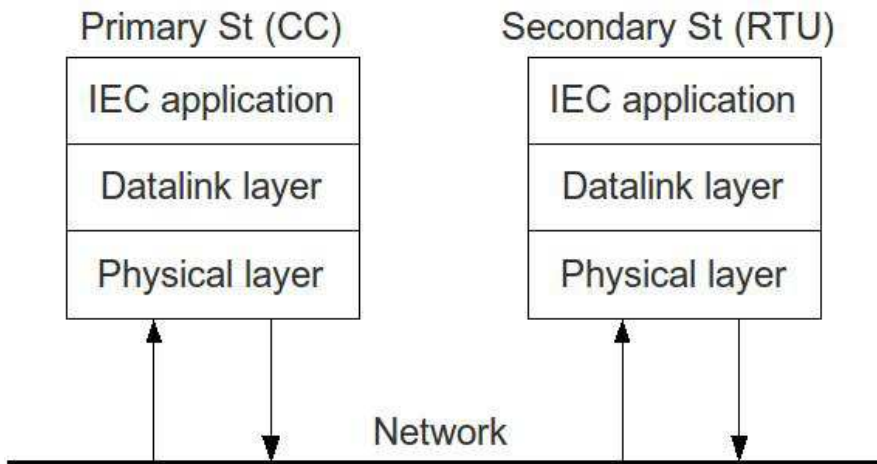 Primary St (CC)
IEC application
Datalink layer
Physical layer
Secondary St (RTU)
IEC application
Datalink layer
Physical layer
Network